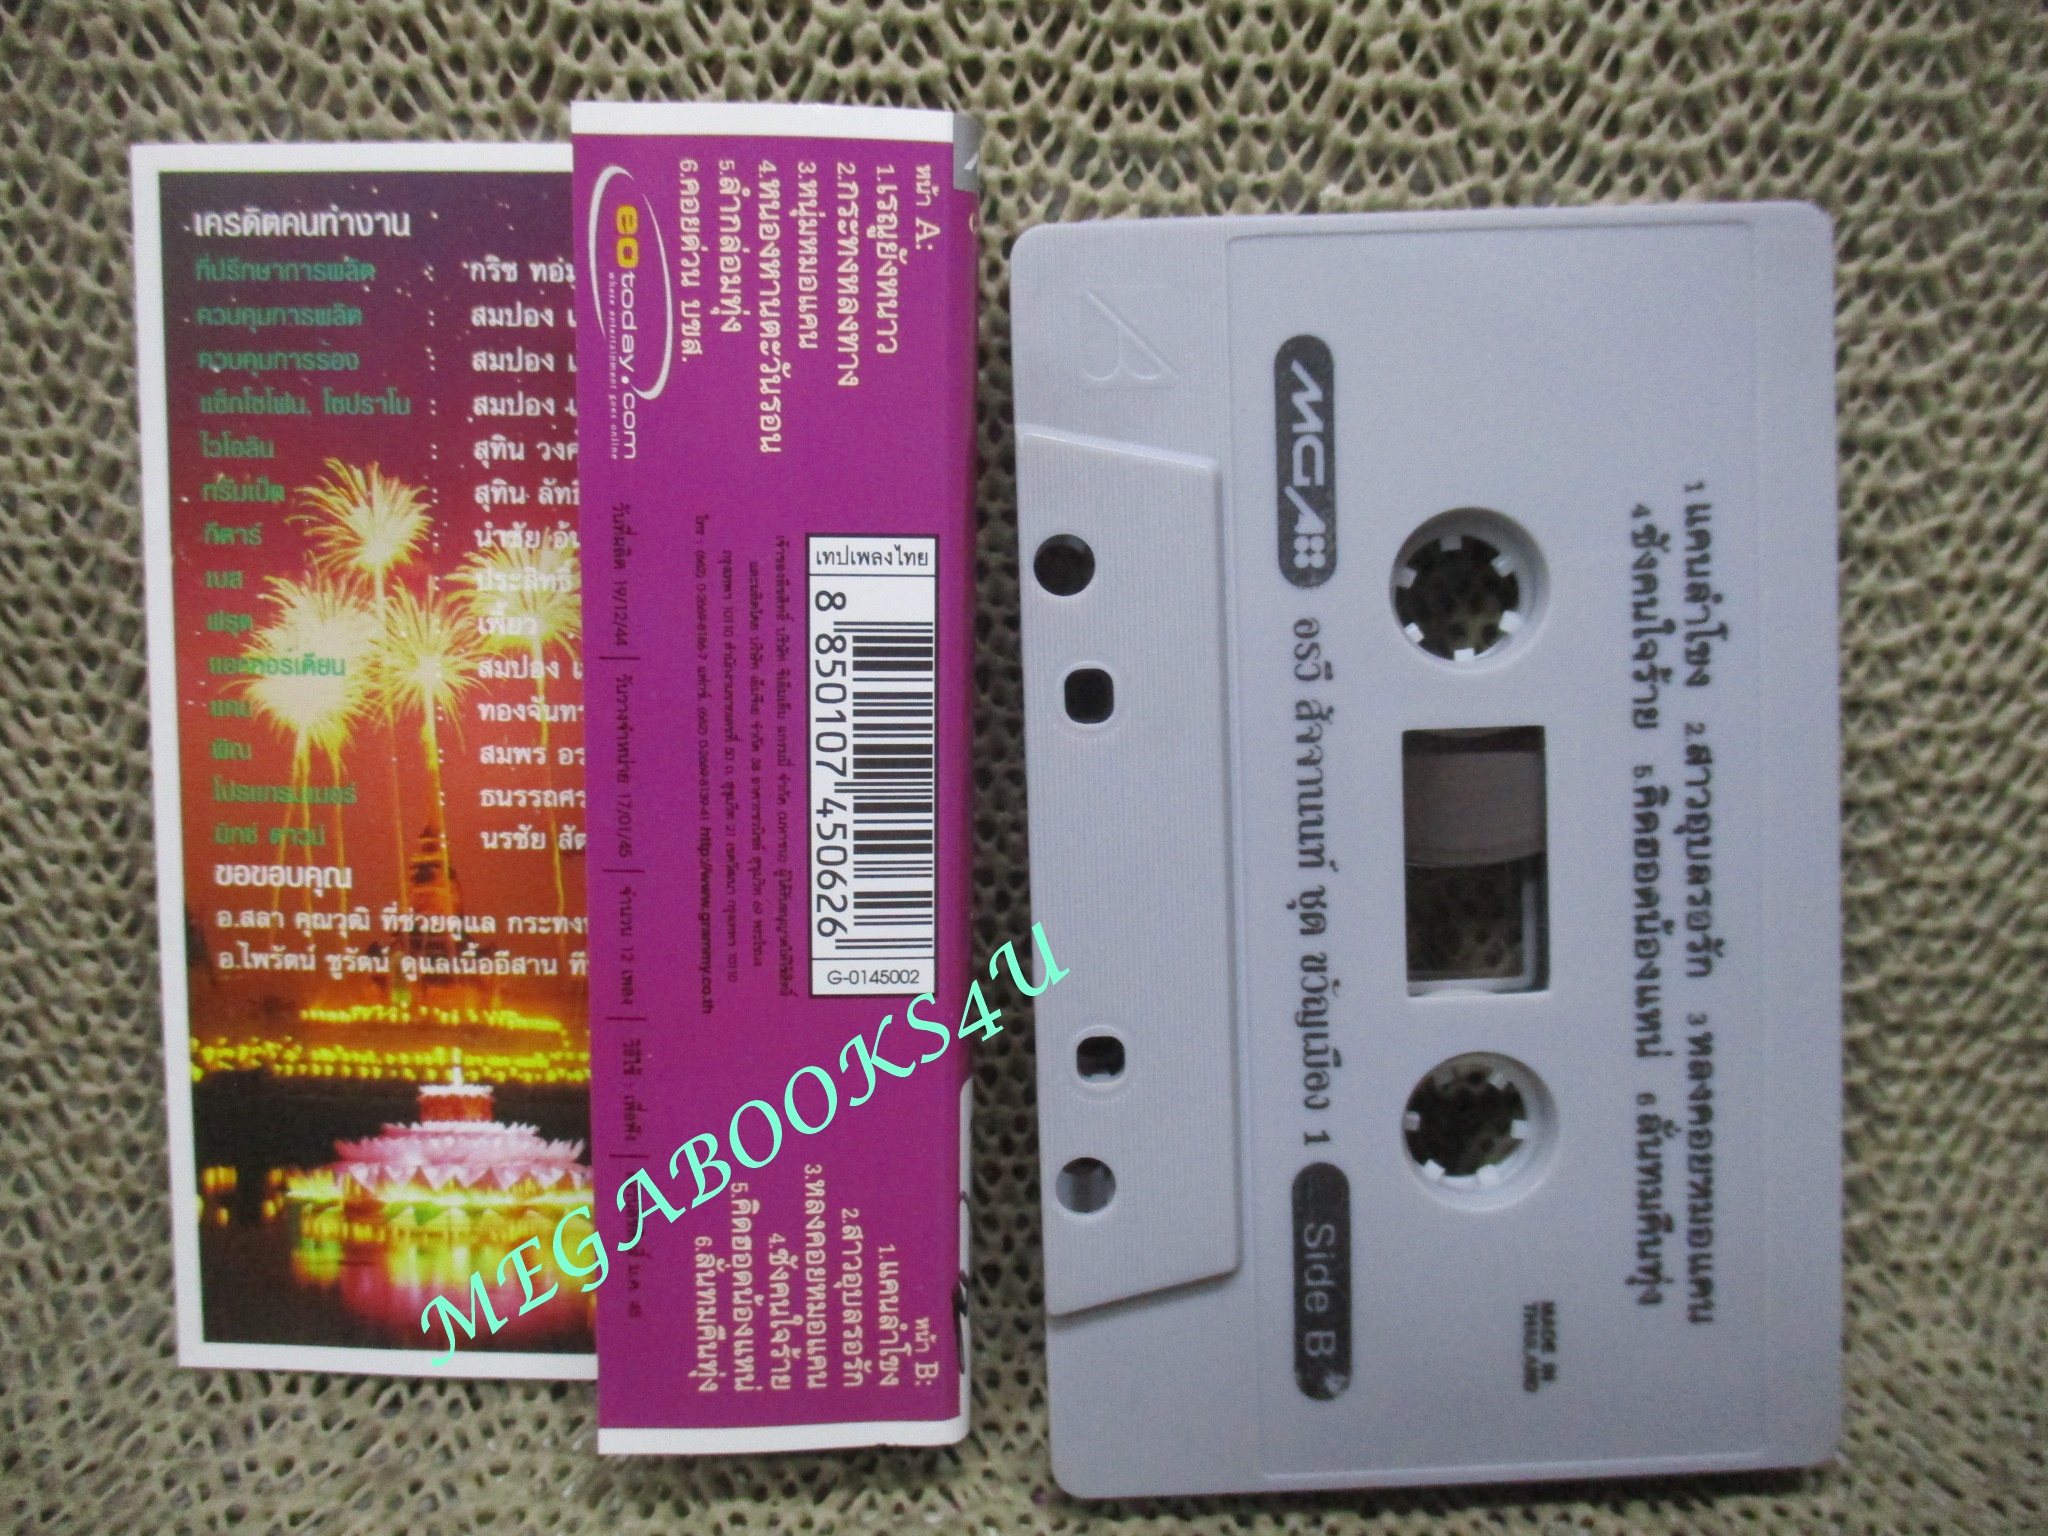 เครดิตคนทำงาน
ที่ปรึกษาการผลิต : กริช
ควบคุมการผลิต : สมปอง
ควบคุมการร้อง : สมปอง
แซ็กโซโฟน, โซปราโน : สมปอง
ไวโอลิน : สุทิน
ทรัมเป็ต : สุทิน
กีตาร์ : นำชัย
เบส : ประสิทธิ์
ฟรุต : เพี้ยว
แอคคอร์เดียน : สมปอง
แคน :
พิณ : สมพร
โปรแกรมเมอร์ :
มิกซ์ ดาวน์ นรชัย
ขอขอบคุณ
อ.สลา คุณวุฒิ ที่ช่วยดูแล
อ.ไพรัตน์ ชูรัตน์ ดูแลเนื้ออีสาน
หน้า A:
1.เรณูยังหนาว
2.กระทงหลงทาง
3.หนุ่มหมอแคน
4.หนองหานตะวันรอน
5.ลำกล่อมทุ่ง
6.คอยด่วน บขส.
eotoday.com
where entertainment goes online
เทปเพลงไทย
8 850107 450626
G-0145002
วันที่ผลิต 19/12/44 | วันวางจำหน่าย 17/01/45 | จำนวน 12 เพลง | วิธีใช้ : เพื่อฟัง
หน้า B:
1.แคนลำโขง
2.สาวอุบลรอรัก
3.หลงคอยหมอแคน
4.ชังคนใจร้าย
5.คิดฮอดน้องแหน่
6.ลั่นทมคืนทุ่ง
MGA
อรวี สัจจานนท์ ชุด ขวัญเมือง 1
Side B
1.แคนลำโขง 2.สาวอุบลรอรัก 3.หลงคอยหมอแคน
4.ชังคนใจร้าย 5.คิดฮอดน้องแหน่ 6.ลั่นทมคืนทุ่ง
MADE IN
THAILAND
B
MEGABOOKS4U